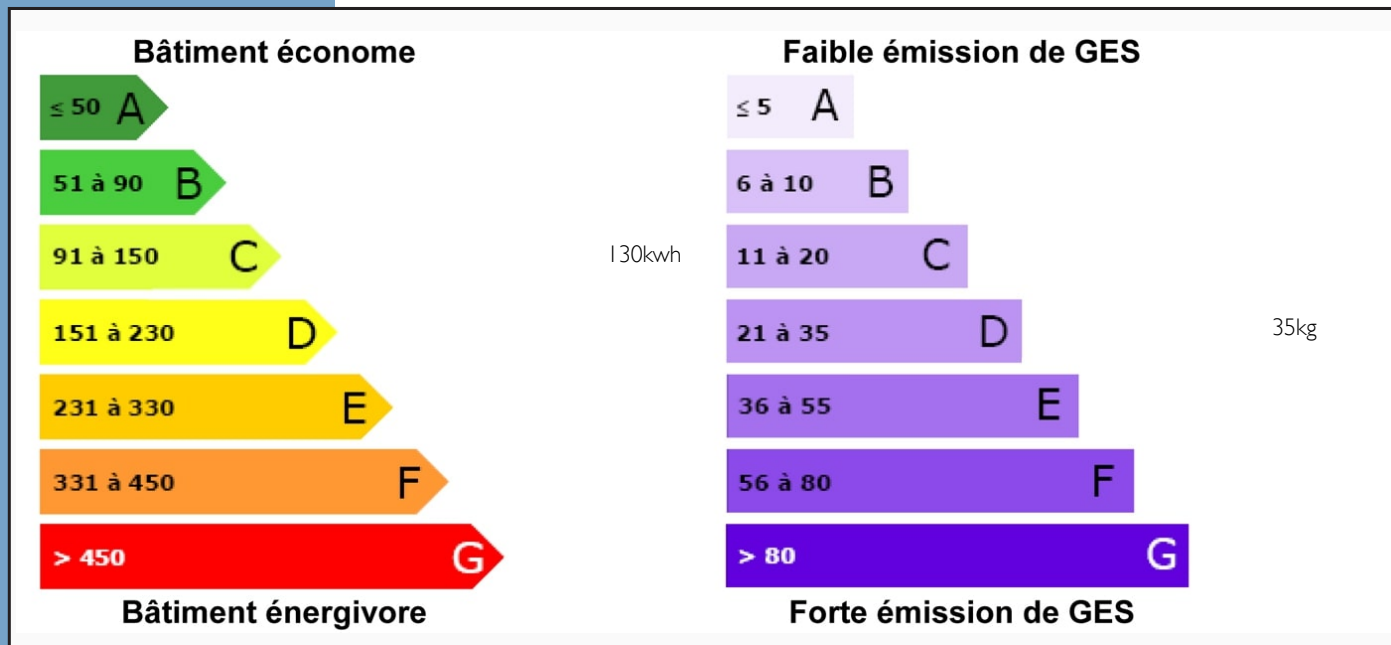 Bâtiment économe
≤ 50 A
51 à 90 B
91 à 150 C
130kwh
151 à 230 D
231 à 330 E
331 à 450 F
> 450 G
Bâtiment énergivore
Faible émission de GES
≤ 5 A
6 à 10 B
11 à 20 C
21 à 35 D
35kg
36 à 55 E
56 à 80 F
> 80 G
Forte émission de GES